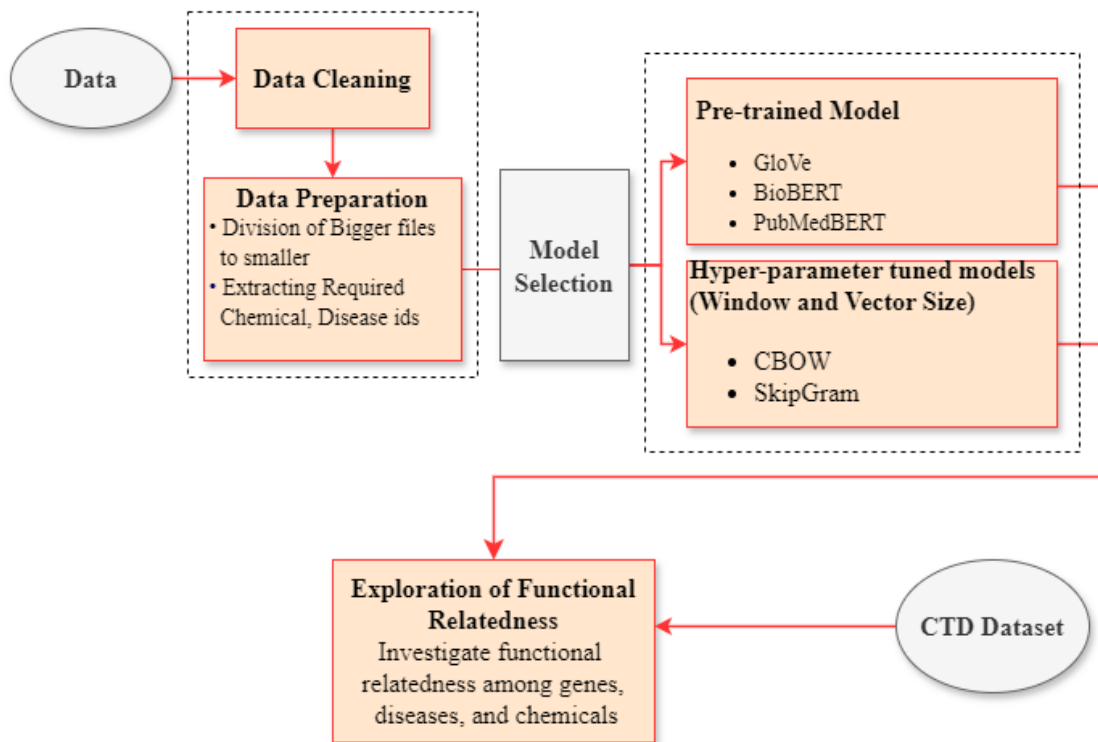 Data
Data Cleaning
Data Preparation
• Division of Bigger files
to smaller
• Extracting Required
Chemical, Disease ids
Model
Selection
Pre-trained Model
• GloVe
• BioBERT
• PubMedBERT
Hyper-parameter tuned models
(Window and Vector Size)
• CBOW
• SkipGram
Exploration of Functional
Relatedness
Investigate functional
relatedness among genes,
diseases, and chemicals
CTD Dataset